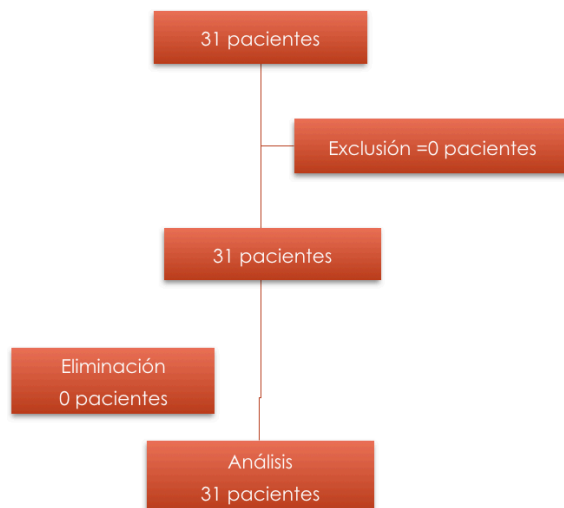 31 pacientes
Exclusión =0 pacientes
31 pacientes
Eliminación
0 pacientes
Análisis
31 pacientes